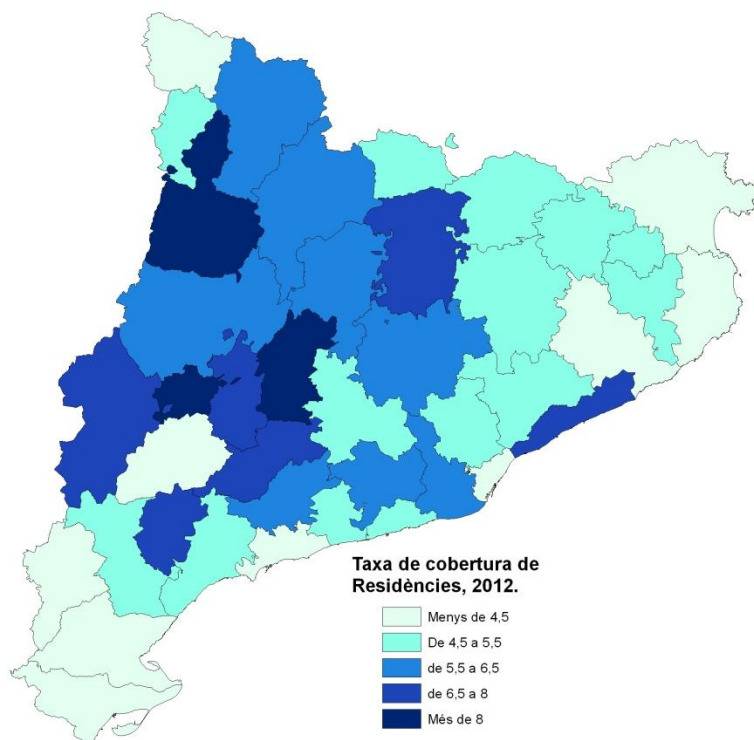 Taxa de cobertura de
Residències, 2012.
Menys de 4,5
De 4,5 a 5,5
de 5,5 a 6,5
de 6,5 a 8
Més de 8